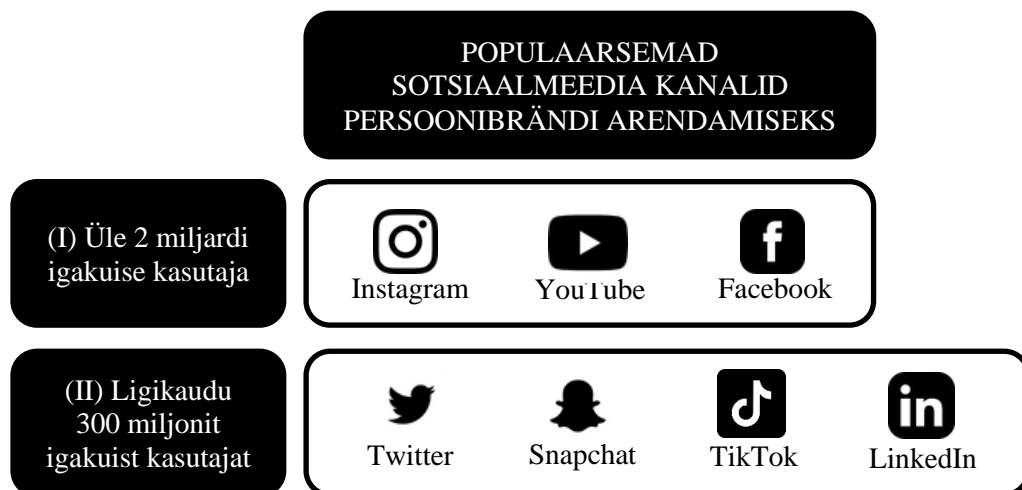 POPULAARSEMAD
SOTSIAALMEEDIA KANALID
PERSOONIBRÄNDI ARENDAMISEKS
(I) Üle 2 miljardi
igakuise kasutaja
Instagram
YouTube
Facebook
(II) Ligikaudu
300 miljonit
igakuist kasutajat
Twitter
Snapchat
TikTok
LinkedIn